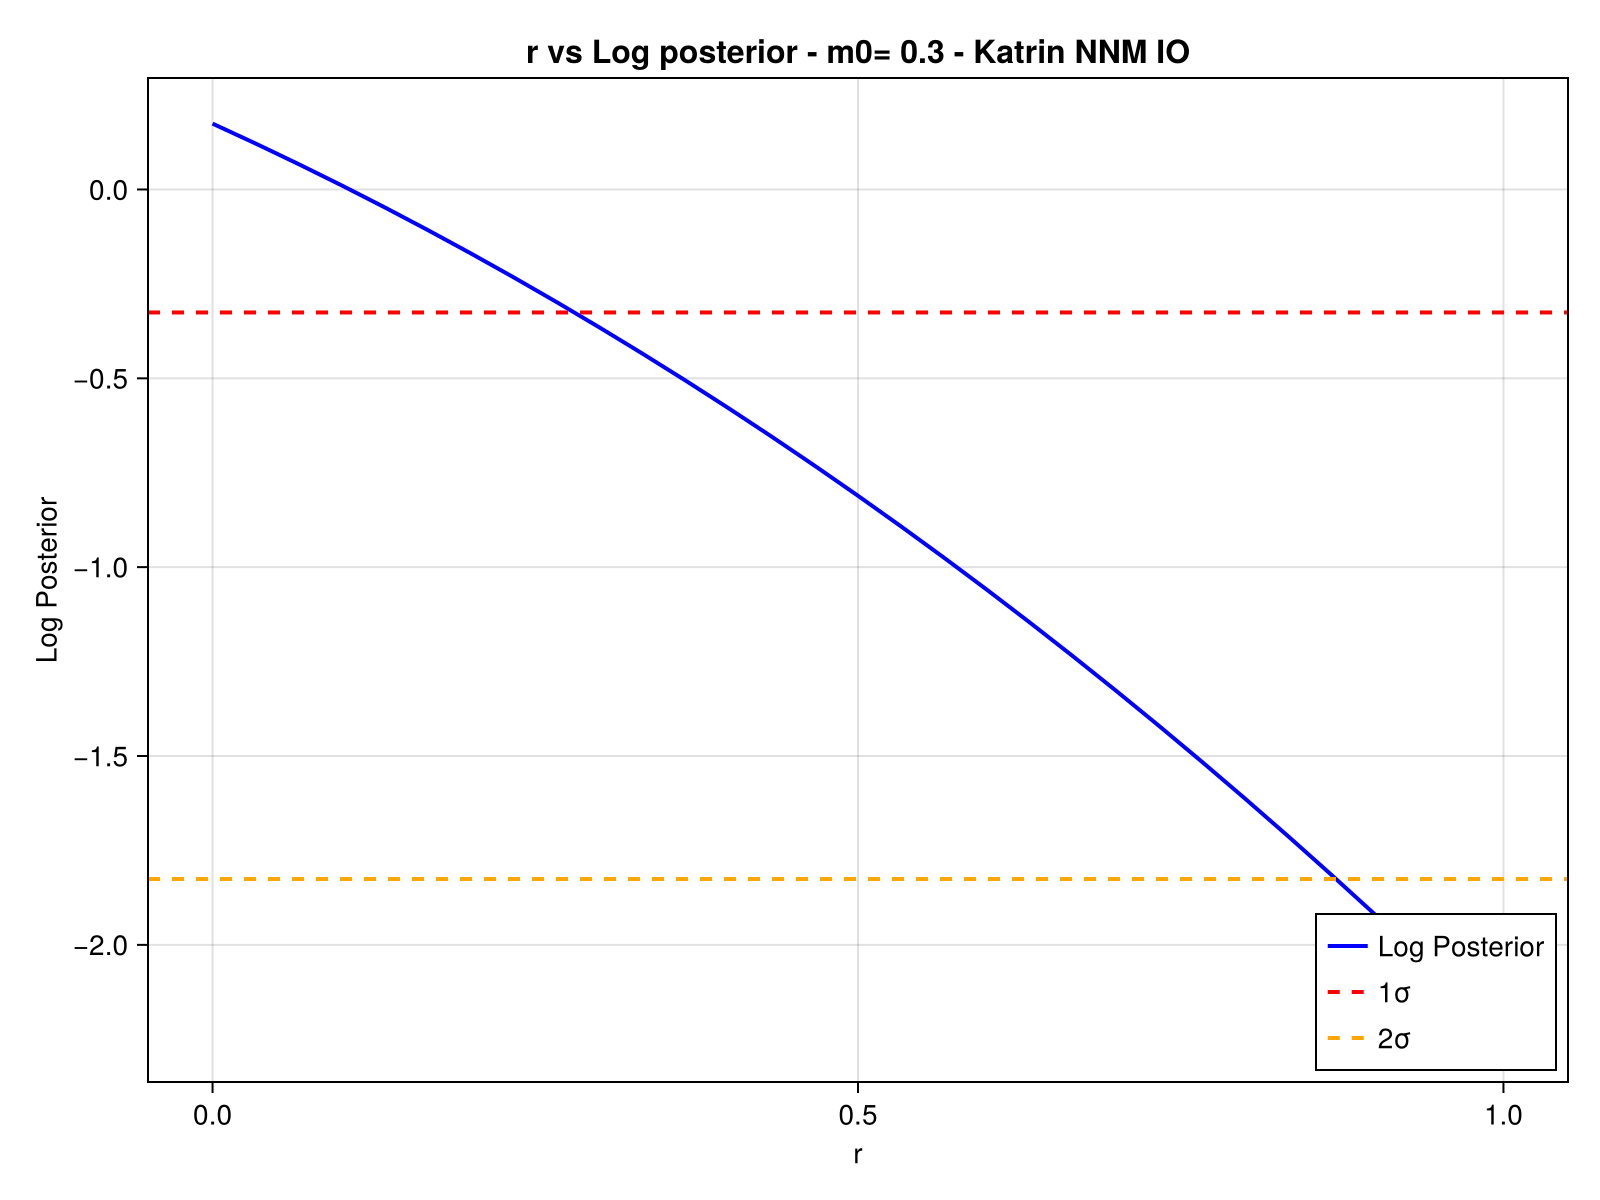 r vs Log posterior - m0= 0.3 - Katrin NNM IO
0.0
−0.5
−1.0
−1.5
−2.0
Log Posterior
Log Posterior
1σ
2σ
0.0
0.5
1.0
r